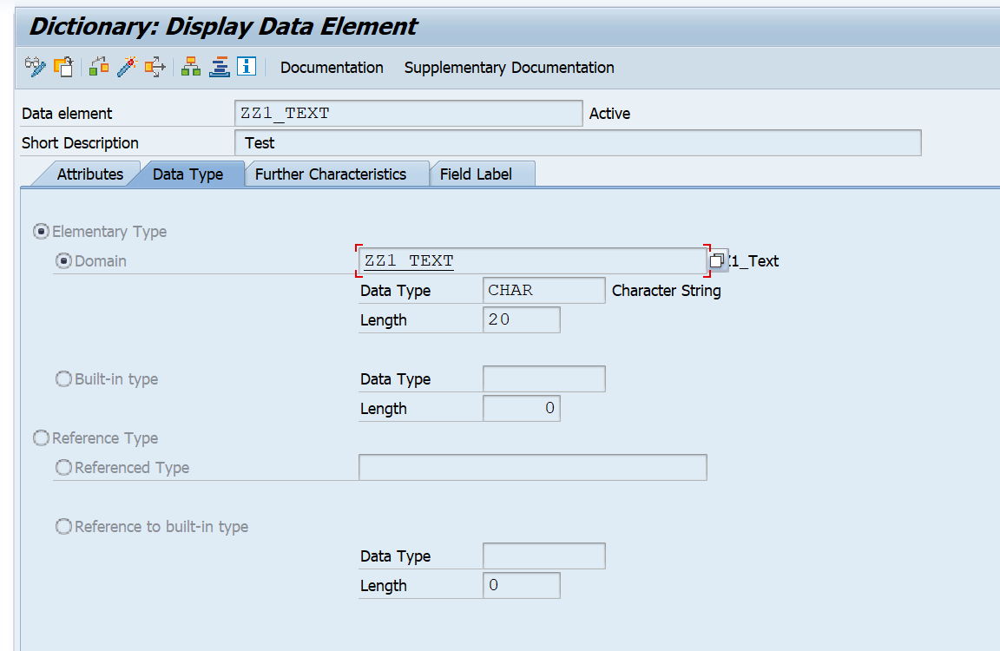 Dictionary: Display Data Element
Documentation Supplementary Documentation
Data element ZZ1_TEXT Active
Short Description Test
Attributes Data Type Further Characteristics Field Label
Elementary Type
Domain ZZ1_TEXT 1_Text
Data Type CHAR Character String
Length 20
Built-in type Data Type
Length 0
Reference Type
Referenced Type
Reference to built-in type
Data Type
Length 0